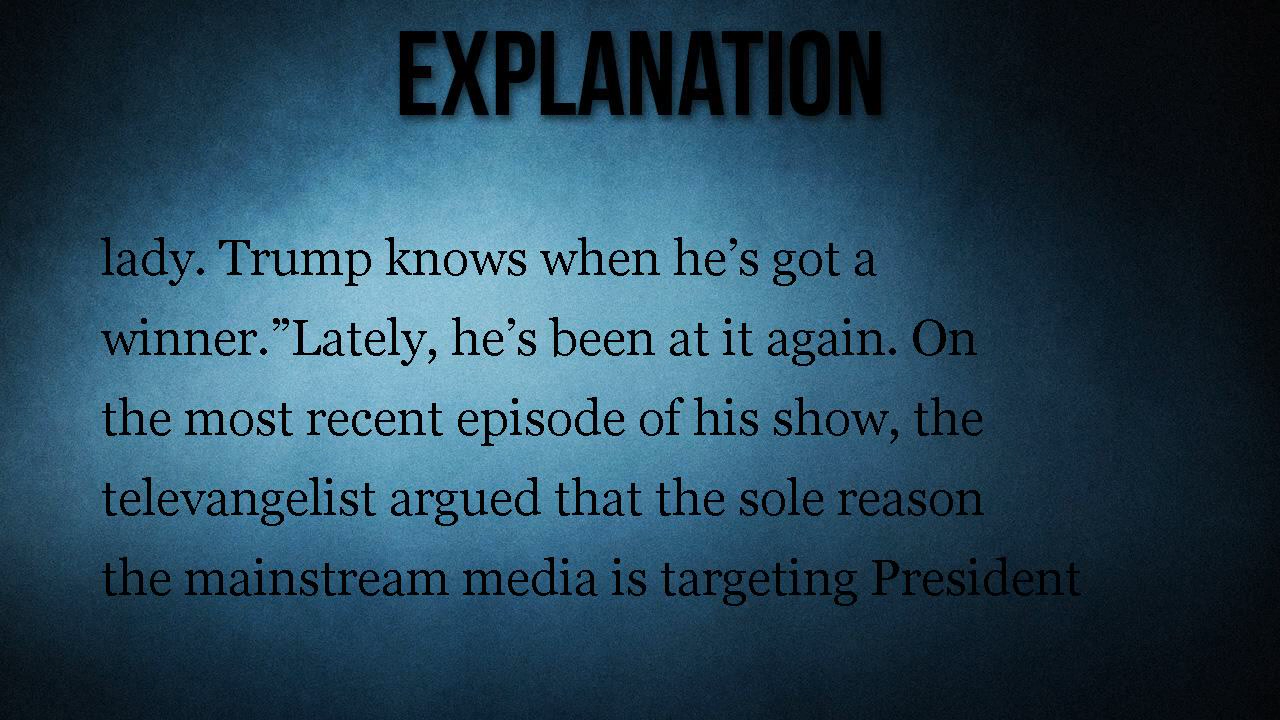 EXPLANATION
lady. Trump knows when he’s got a
winner.”Lately, he’s been at it again. On
the most recent episode of his show, the
televangelist argued that the sole reason
the mainstream media is targeting President